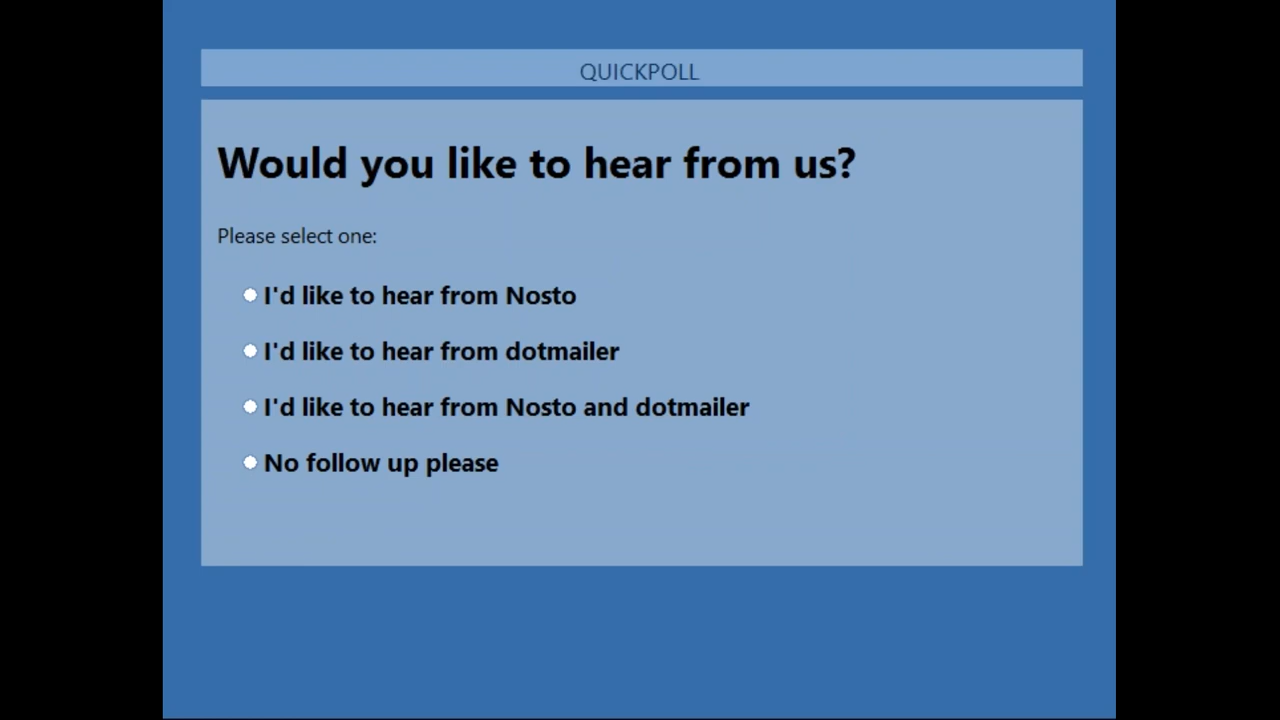 QUICKPOLL
Would you like to hear from us?
Please select one:
I'd like to hear from Nosto
I'd like to hear from dotmailer
I'd like to hear from Nosto and dotmailer
No follow up please